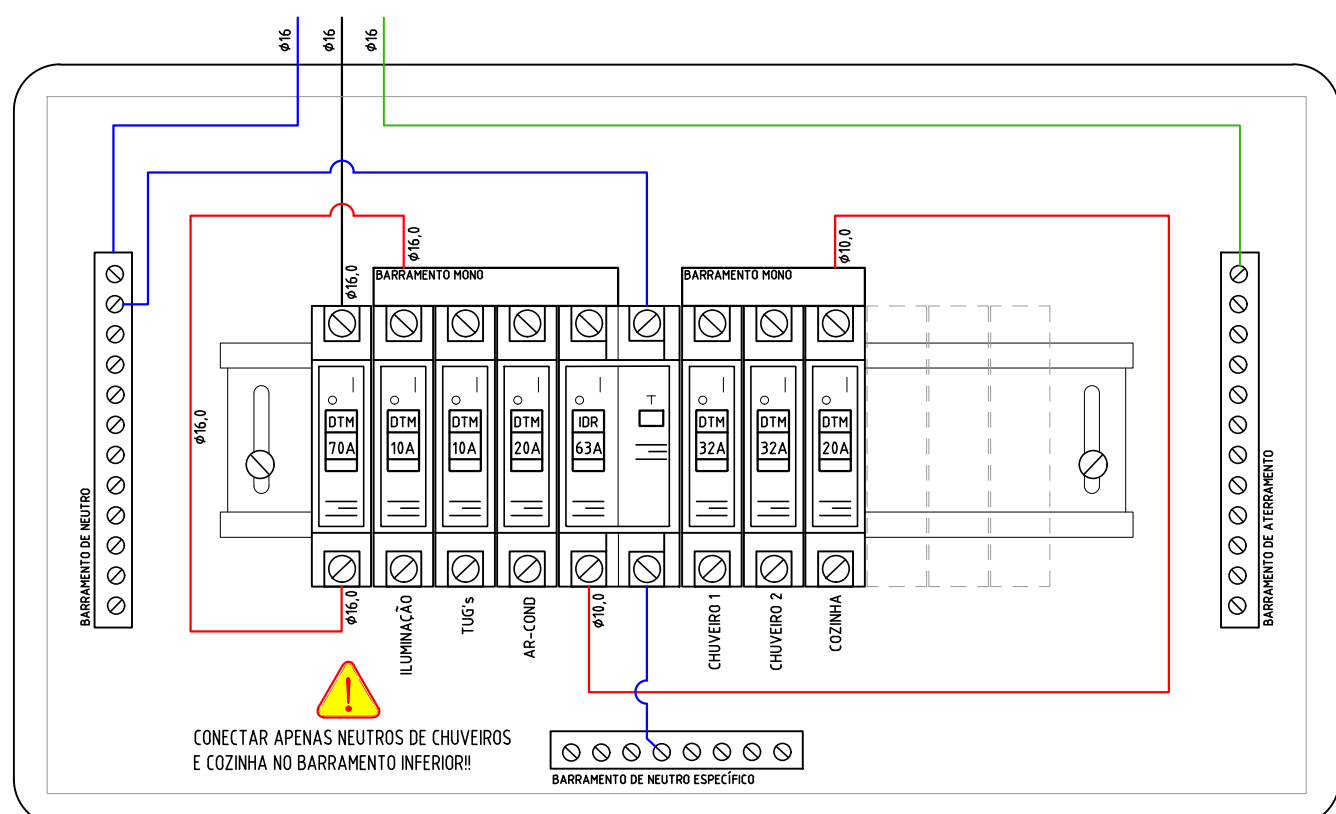 ø16
ø16
ø16
ø16,0
ø16,0
ø10,0
BARRAMENTO MONO
BARRAMENTO MONO
ø16,0
DTM
70A
DTM
10A
DTM
10A
DTM
20A
IDR
63A
T
DTM
32A
DTM
32A
DTM
20A
BARRAMENTO DE NEUTRO
BARRAMENTO DE ATERRAMENTO
ø16,0
ILUMINAÇÃO
TUG's
AR-COND
ø10,0
CHUVEIRO 1
CHUVEIRO 2
COZINHA
!
CONECTAR APENAS NEUTROS DE CHUVEIROS
E COZINHA NO BARRAMENTO INFERIOR!!
BARRAMENTO DE NEUTRO ESPECÍFICO